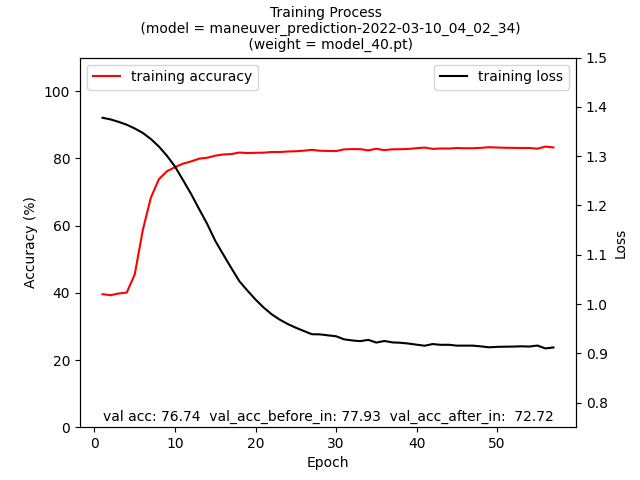 Training Process
(model = maneuver_prediction-2022-03-10_04_02_34)
(weight = model_40.pt)
training accuracy
training loss
100
80
60
40
20
0
Accuracy (%)
1.5
1.4
1.3
1.2
1.1
1.0
0.9
0.8
Loss
val acc: 76.74 val_acc_before_in: 77.93 val_acc_after_in: 72.72
0 10 20 30 40 50
Epoch